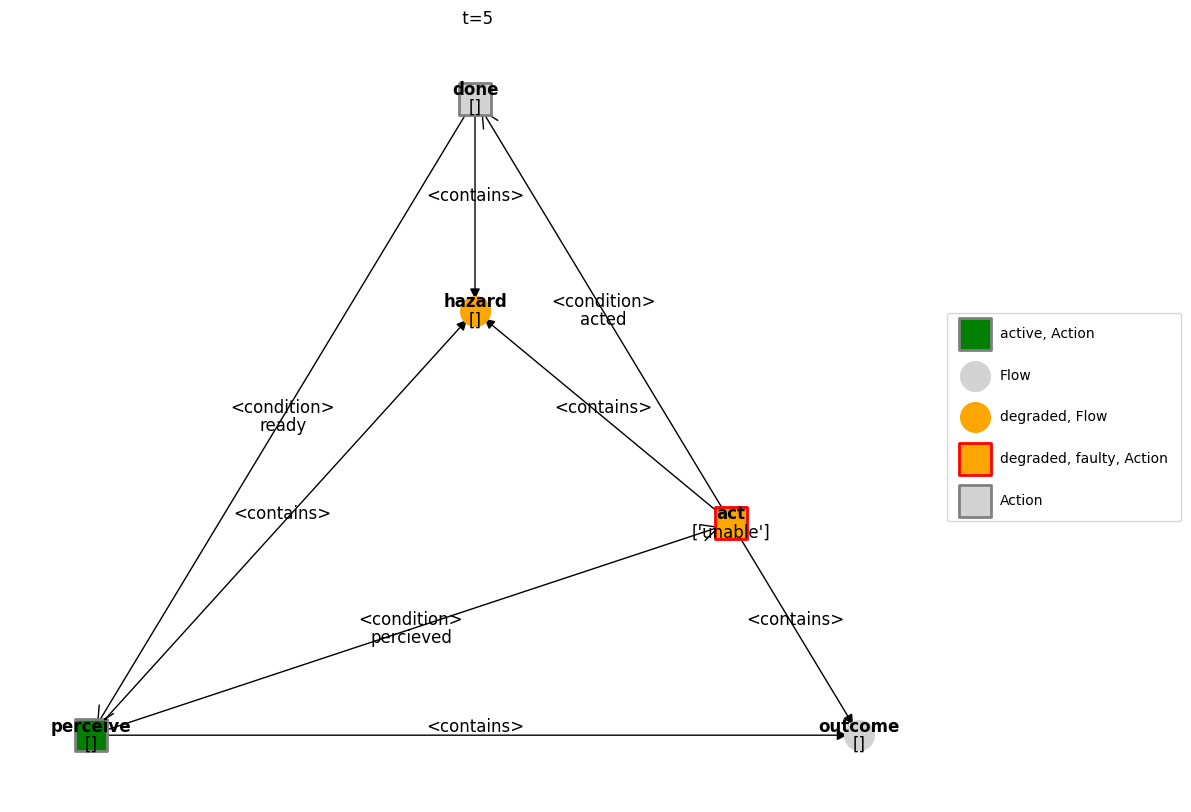 t=5
done
[]
<contains>
hazard
[]
<condition>
acted
<condition>
ready
<contains>
<contains>
act
['unable']
<condition>
percieved
<contains>
perceive
[]
<contains>
outcome
[]
active, Action
Flow
degraded, Flow
degraded, faulty, Action
Action